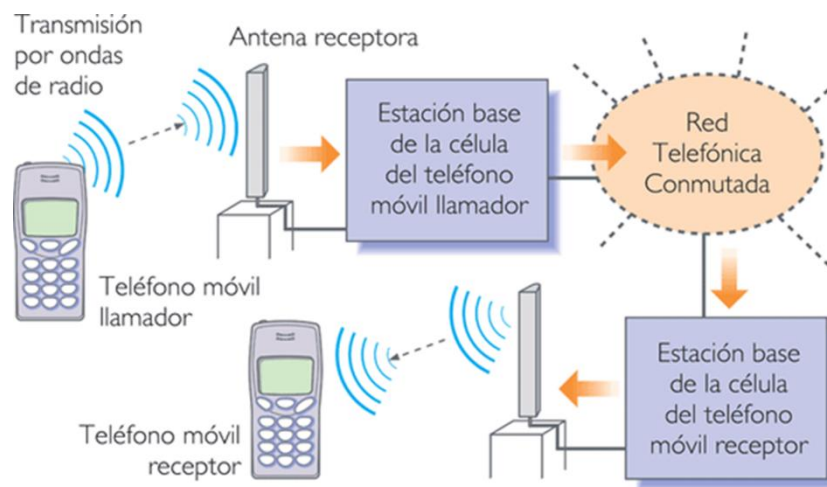 Transmisión
por ondas
de radio
Antena receptora
Estación base
de la célula
del teléfono
móvil llamador
Red
Telefónica
Conmutada
Teléfono móvil
llamador
Estación base
de la célula
del teléfono
móvil receptor
Teléfono móvil
receptor